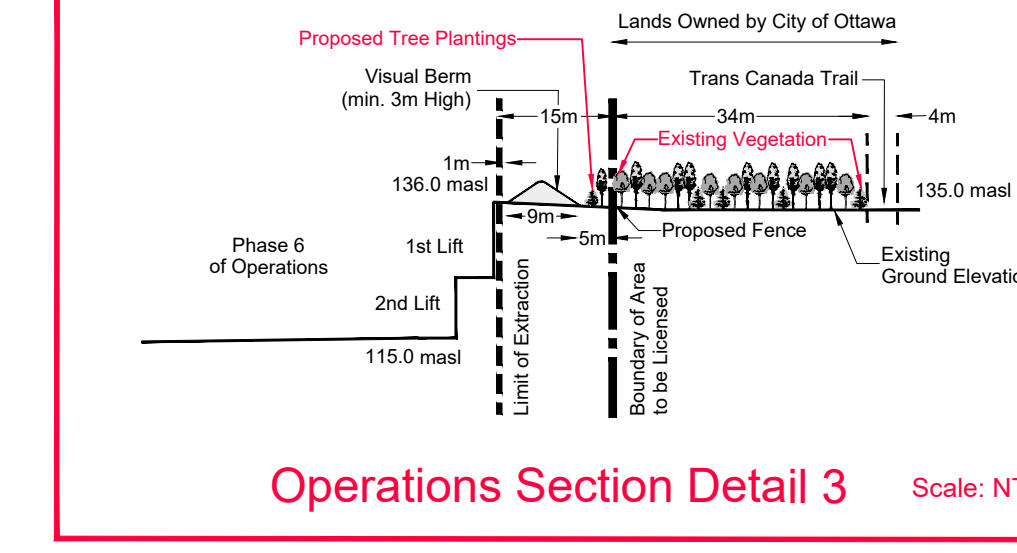 Lands Owned by City of Ottawa
Proposed Tree Plantings
Visual Berm
(min. 3m High)
Trans Canada Trail
15m
34m
4m
Existing Vegetation
1m
136.0 masl
135.0 masl
9m
Proposed Fence
5m
Phase 6
of Operations
1st Lift
Existing
Ground
2nd Lift
Limit of Extraction
Boundary of Area
to be Licensed
115.0 masl
Operations Section Detail 3
Scale: